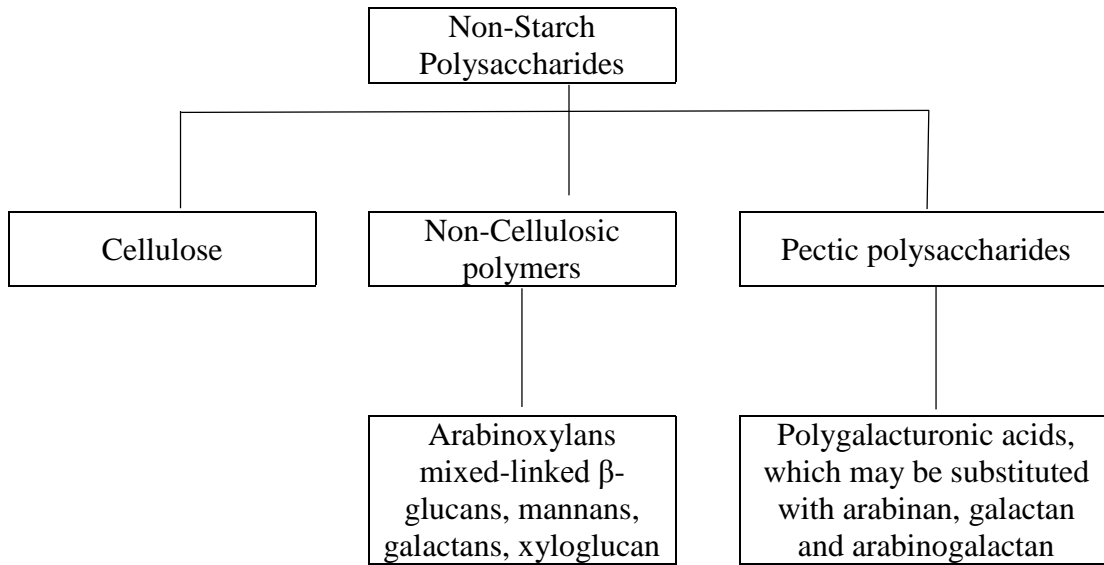 Non-Starch
Polysaccharides
Cellulose
Non-Cellulosic
polymers
Pectic polysaccharides
Arabinoxylans
mixed-linked β-
glucans, mannans,
galactans, xyloglucan
Polygalacturonic acids,
which may be substituted
with arabinan, galactan
and arabinogalactan